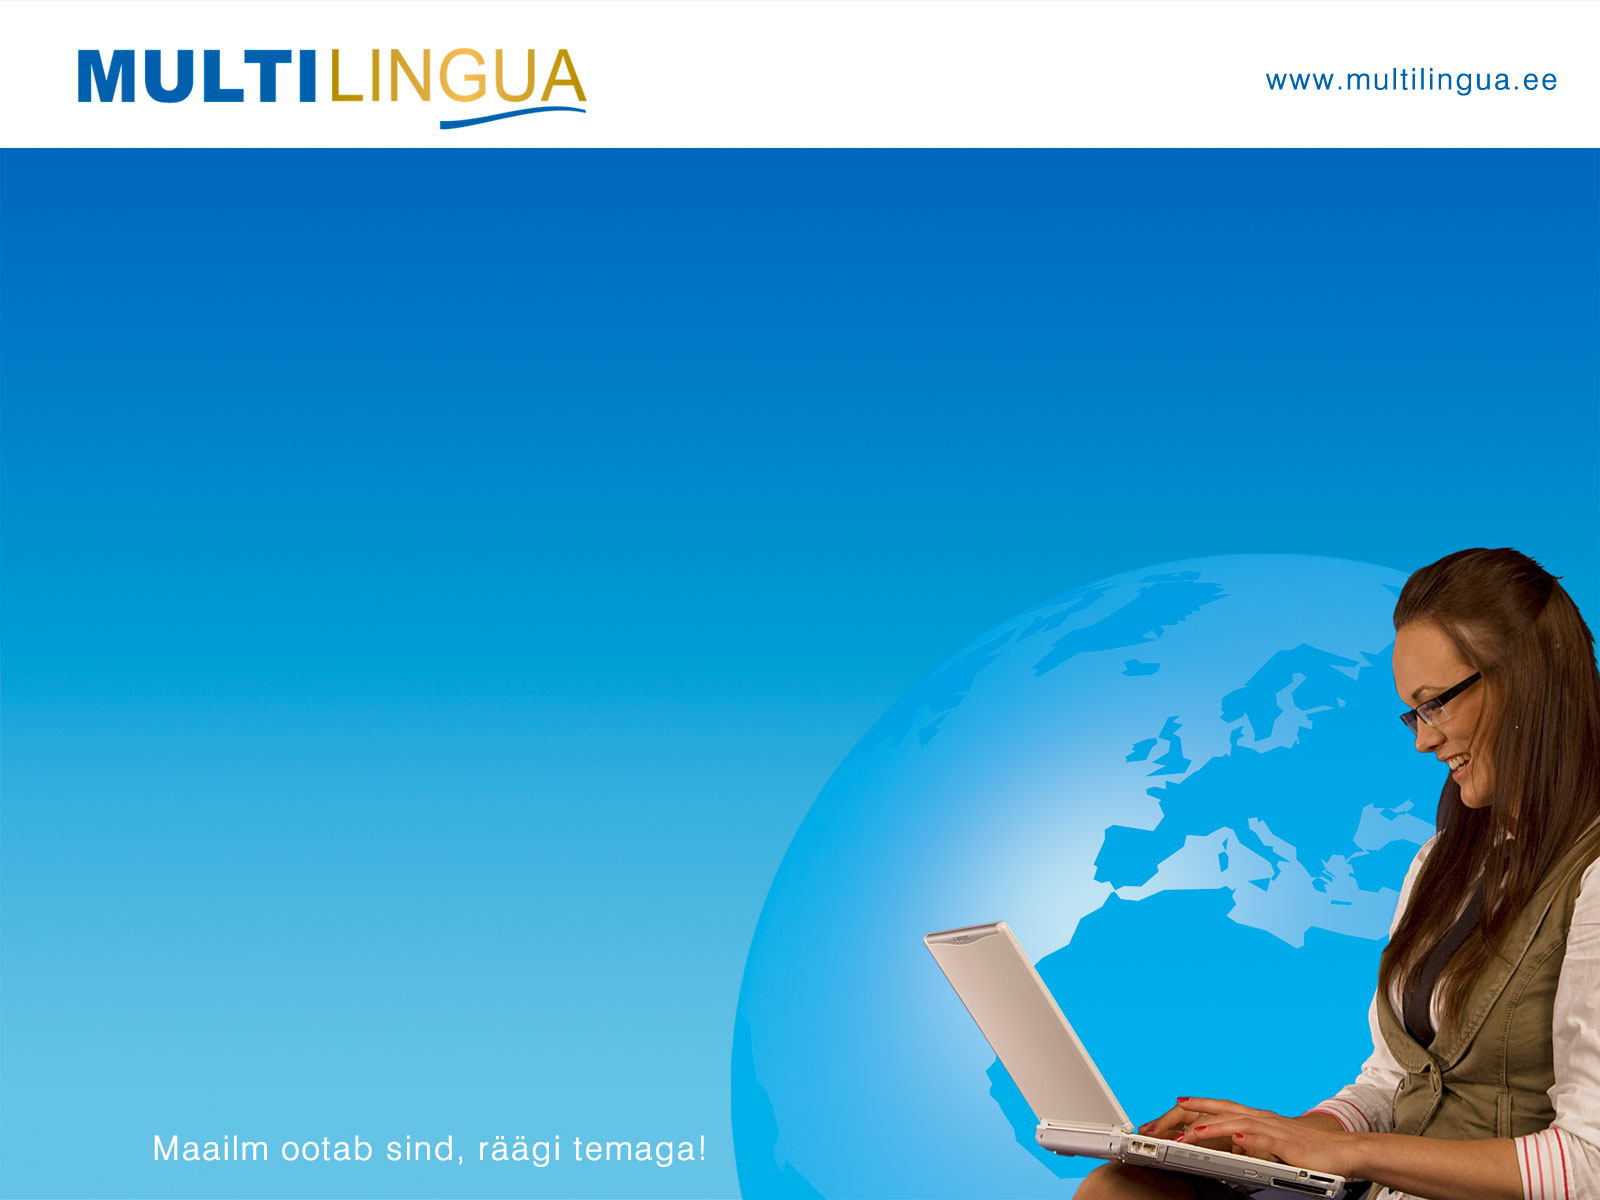 MULTILINGUA
www.multilingua.ee
Maailm ootab sind, räägi temaga!